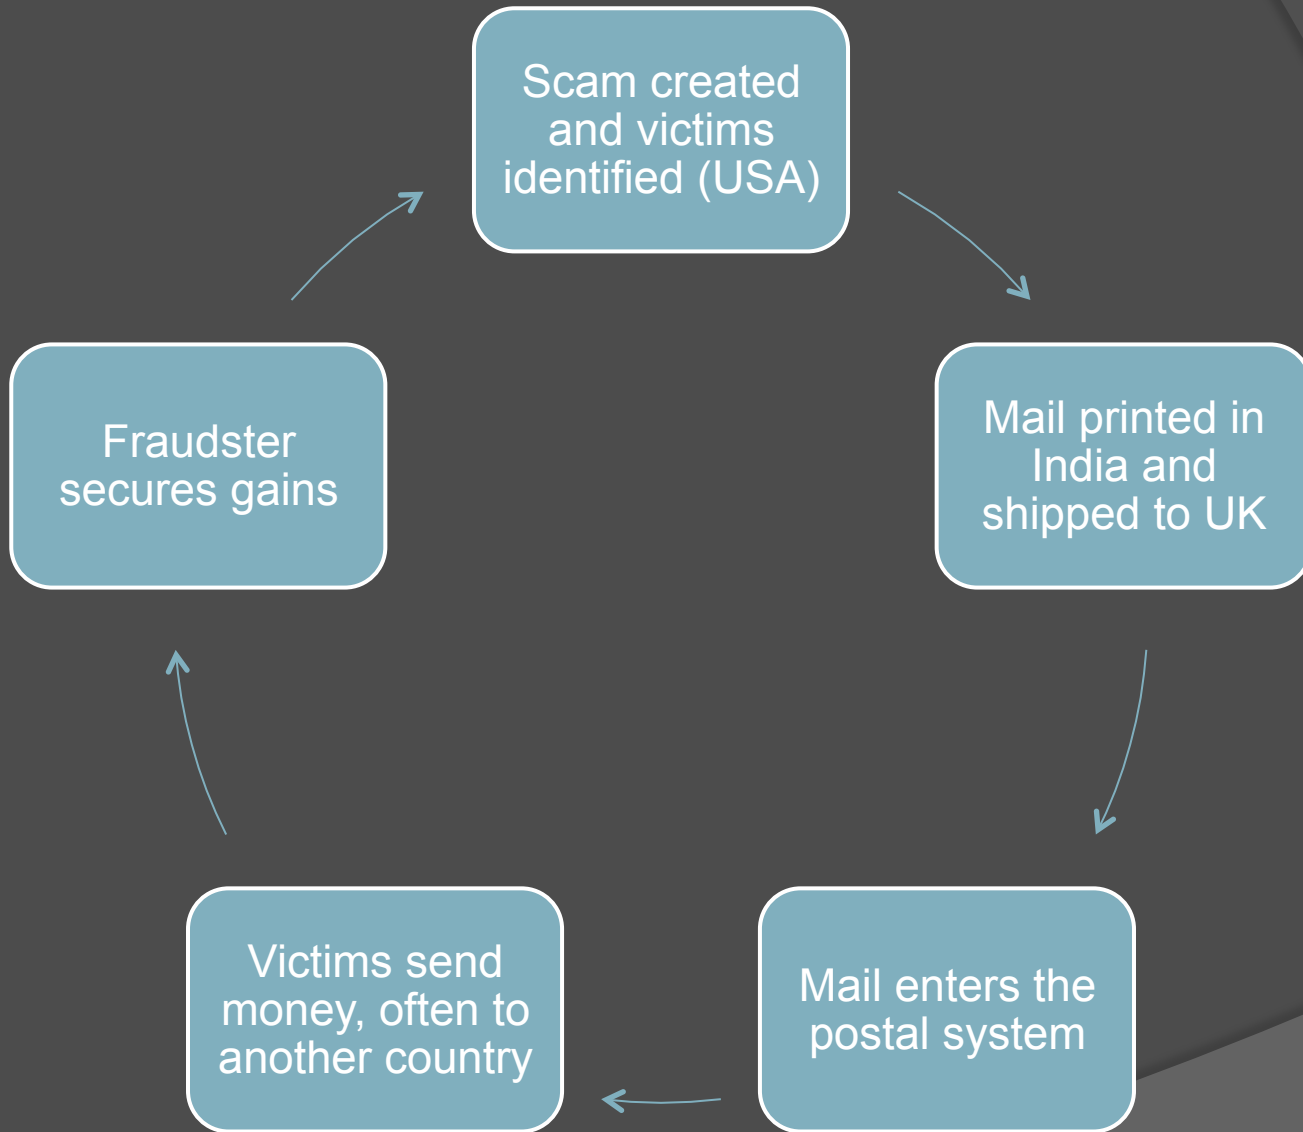 Scam created
and victims
identified (USA)
Mail printed in
India and
shipped to UK
Mail enters the
postal system
Victims send
money, often to
another country
Fraudster
secures gains